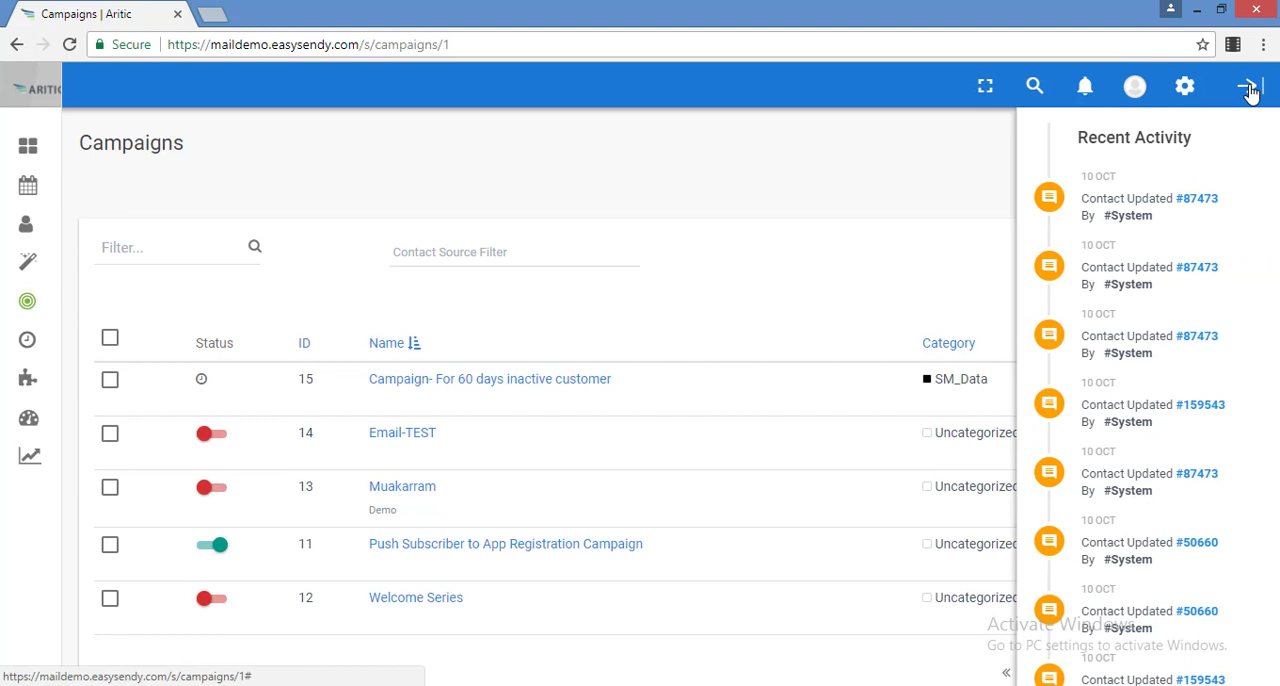 Campaigns | Aritic
Secure https://maildemo.easysendy.com/s/campaigns/1
ARITIC
Campaigns
Filter...
Contact Source Filter
Status ID Name Category
15 Campaign- For 60 days inactive customer SM_Data
14 Email-TEST Uncategorized
13 Muakarram Uncategorized
Demo
11 Push Subscriber to App Registration Campaign Uncategorized
12 Welcome Series Uncategorized
https://maildemo.easysendy.com/s/campaigns/1#
«
Recent Activity
10 OCT
Contact Updated #87473
By #System
10 OCT
Contact Updated #87473
By #System
10 OCT
Contact Updated #87473
By #System
10 OCT
Contact Updated #159543
By #System
10 OCT
Contact Updated #87473
By #System
10 OCT
Contact Updated #50660
By #System
10 OCT
Contact Updated #50660
By #System
10 OCT
Contact Updated #159543
Activate Windows
Go to PC settings to activate Windows.